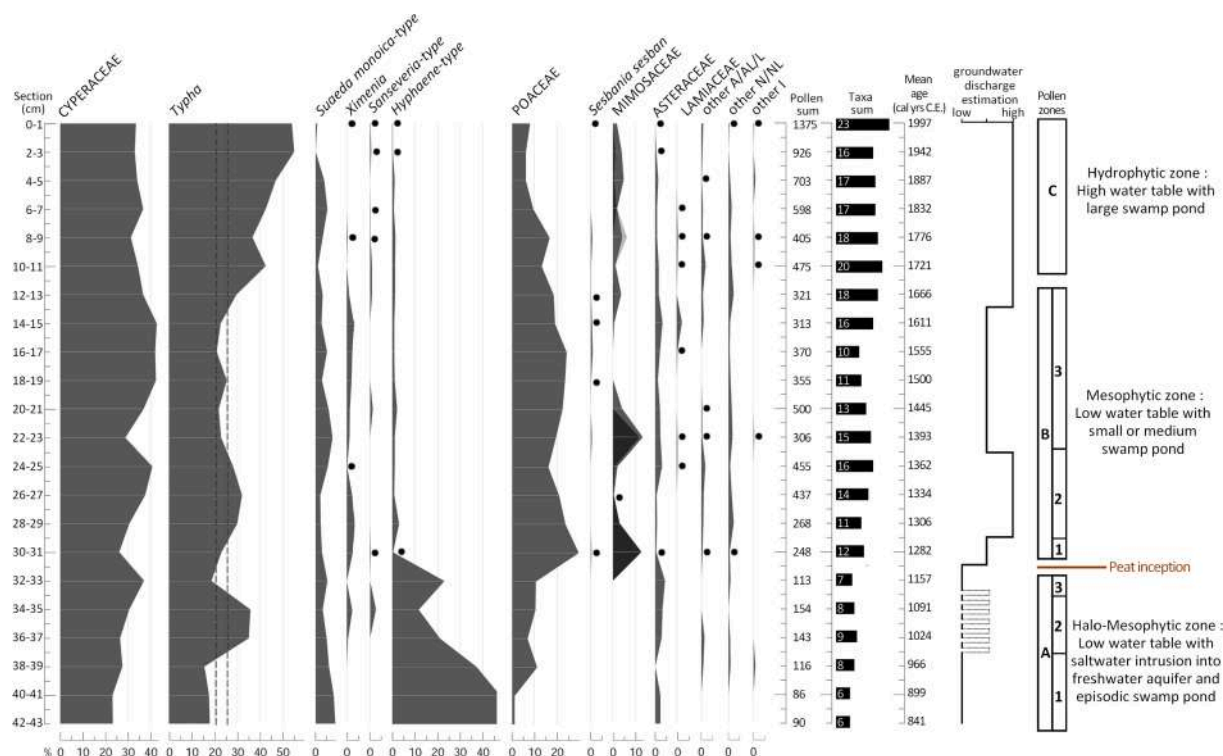 CYPERACEAE
Typha
Suaeda monoica-type
Ximenia
Sanseveria-type
Hyphaene-type
POACEAE
Sesbania sesban
MIMOSACEAE
ASTERACEAE
LAMIACEAE
other A/AL/L
other N/NL
other I
Section (cm)
Pollen sum
Taxa sum
Mean age (cal yrs C.E.)
groundwater discharge estimation
low high
Pollen zones
0-1 1375 23 1997
2-3 926 16 1942
4-5 703 17 1887
6-7 598 17 1832
8-9 405 18 1776
10-11 475 20 1721
12-13 321 18 1666
14-15 313 16 1611
16-17 370 10 1555
18-19 355 11 1500
20-21 500 13 1445
22-23 306 15 1393
24-25 455 16 1362
26-27 437 14 1334
28-29 268 11 1306
30-31 248 12 1282
32-33 113 7 1157
34-35 154 8 1091
36-37 143 9 1024
38-39 116 8 966
40-41 86 6 899
42-43 90 6 841
C
Hydrophytic zone :
High water table with
large swamp pond
B
3
2
1
Mesophytic zone :
Low water table with
small or medium
swamp pond
Peat inception
A
3
2
1
Halo-Mesophytic zone :
Low water table with
saltwater intrusion into
freshwater aquifer and
episodic swamp pond
% 0 10 20 30 40 0 10 20 30 40 50 0 0 0 0 10 20 30 40 0 10 20 0 0 10 0 0 0 0 0